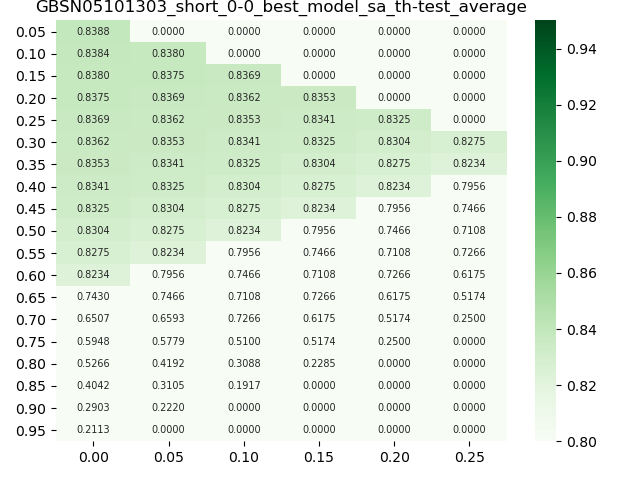 GBSN05101303_short_0-0_best_model_sa_th-test_average
0.05 0.8388 0.0000 0.0000 0.0000 0.0000 0.0000
0.10 0.8384 0.8380 0.0000 0.0000 0.0000 0.0000
0.15 0.8380 0.8375 0.8369 0.0000 0.0000 0.0000
0.20 0.8375 0.8369 0.8362 0.8353 0.0000 0.0000
0.25 0.8369 0.8362 0.8353 0.8341 0.8325 0.0000
0.30 0.8362 0.8353 0.8341 0.8325 0.8304 0.8275
0.35 0.8353 0.8341 0.8325 0.8304 0.8275 0.8234
0.40 0.8341 0.8325 0.8304 0.8275 0.8234 0.7956
0.45 0.8325 0.8304 0.8275 0.8234 0.7956 0.7466
0.50 0.8304 0.8275 0.8234 0.7956 0.7466 0.7108
0.55 0.8275 0.8234 0.7956 0.7466 0.7108 0.7266
0.60 0.8234 0.7956 0.7466 0.7108 0.7266 0.6175
0.65 0.7430 0.7466 0.7108 0.7266 0.6175 0.5174
0.70 0.6507 0.6593 0.7266 0.6175 0.5174 0.2500
0.75 0.5948 0.5779 0.5100 0.5174 0.2500 0.0000
0.80 0.5266 0.4192 0.3088 0.2285 0.0000 0.0000
0.85 0.4042 0.3105 0.1917 0.0000 0.0000 0.0000
0.90 0.2903 0.2220 0.0000 0.0000 0.0000 0.0000
0.95 0.2113 0.0000 0.0000 0.0000 0.0000 0.0000
0.00 0.05 0.10 0.15 0.20 0.25
0.94
0.92
0.90
0.88
0.86
0.84
0.82
0.80